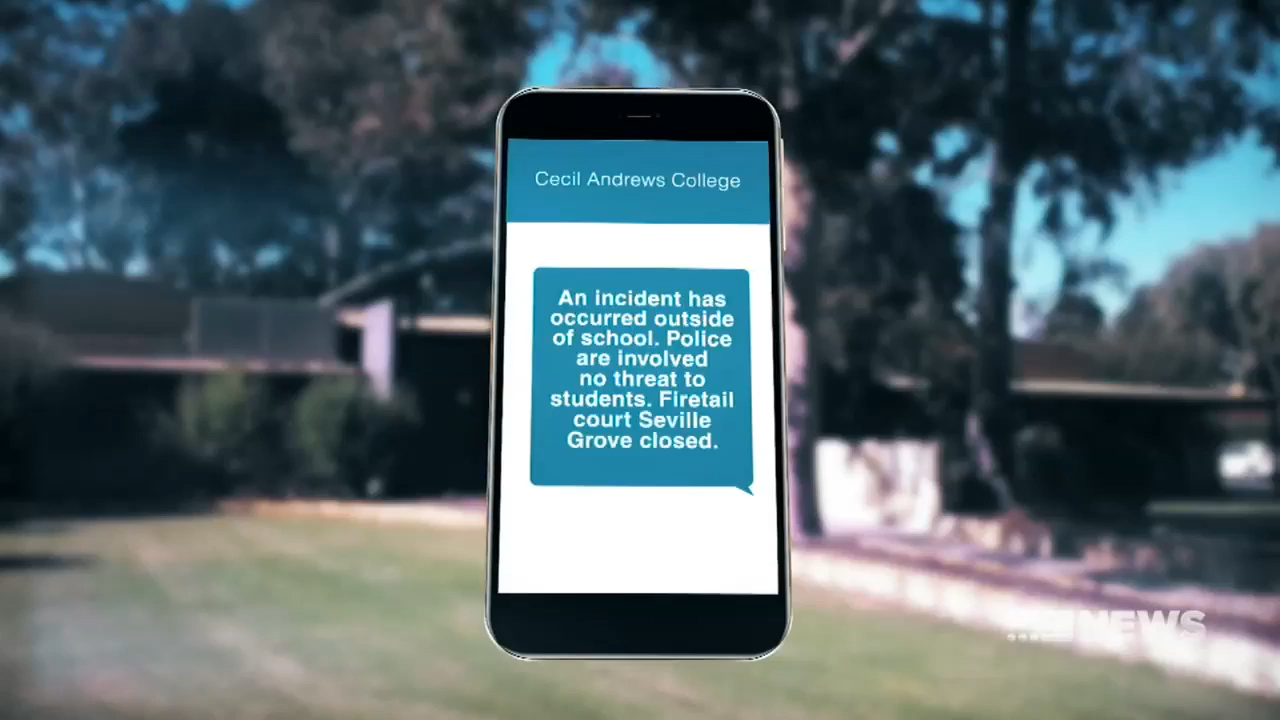 Cecil Andrews College
An incident has
occurred outside
of school. Police
are involved
no threat to
students. Firetail
court Seville
Grove closed.
NEWS